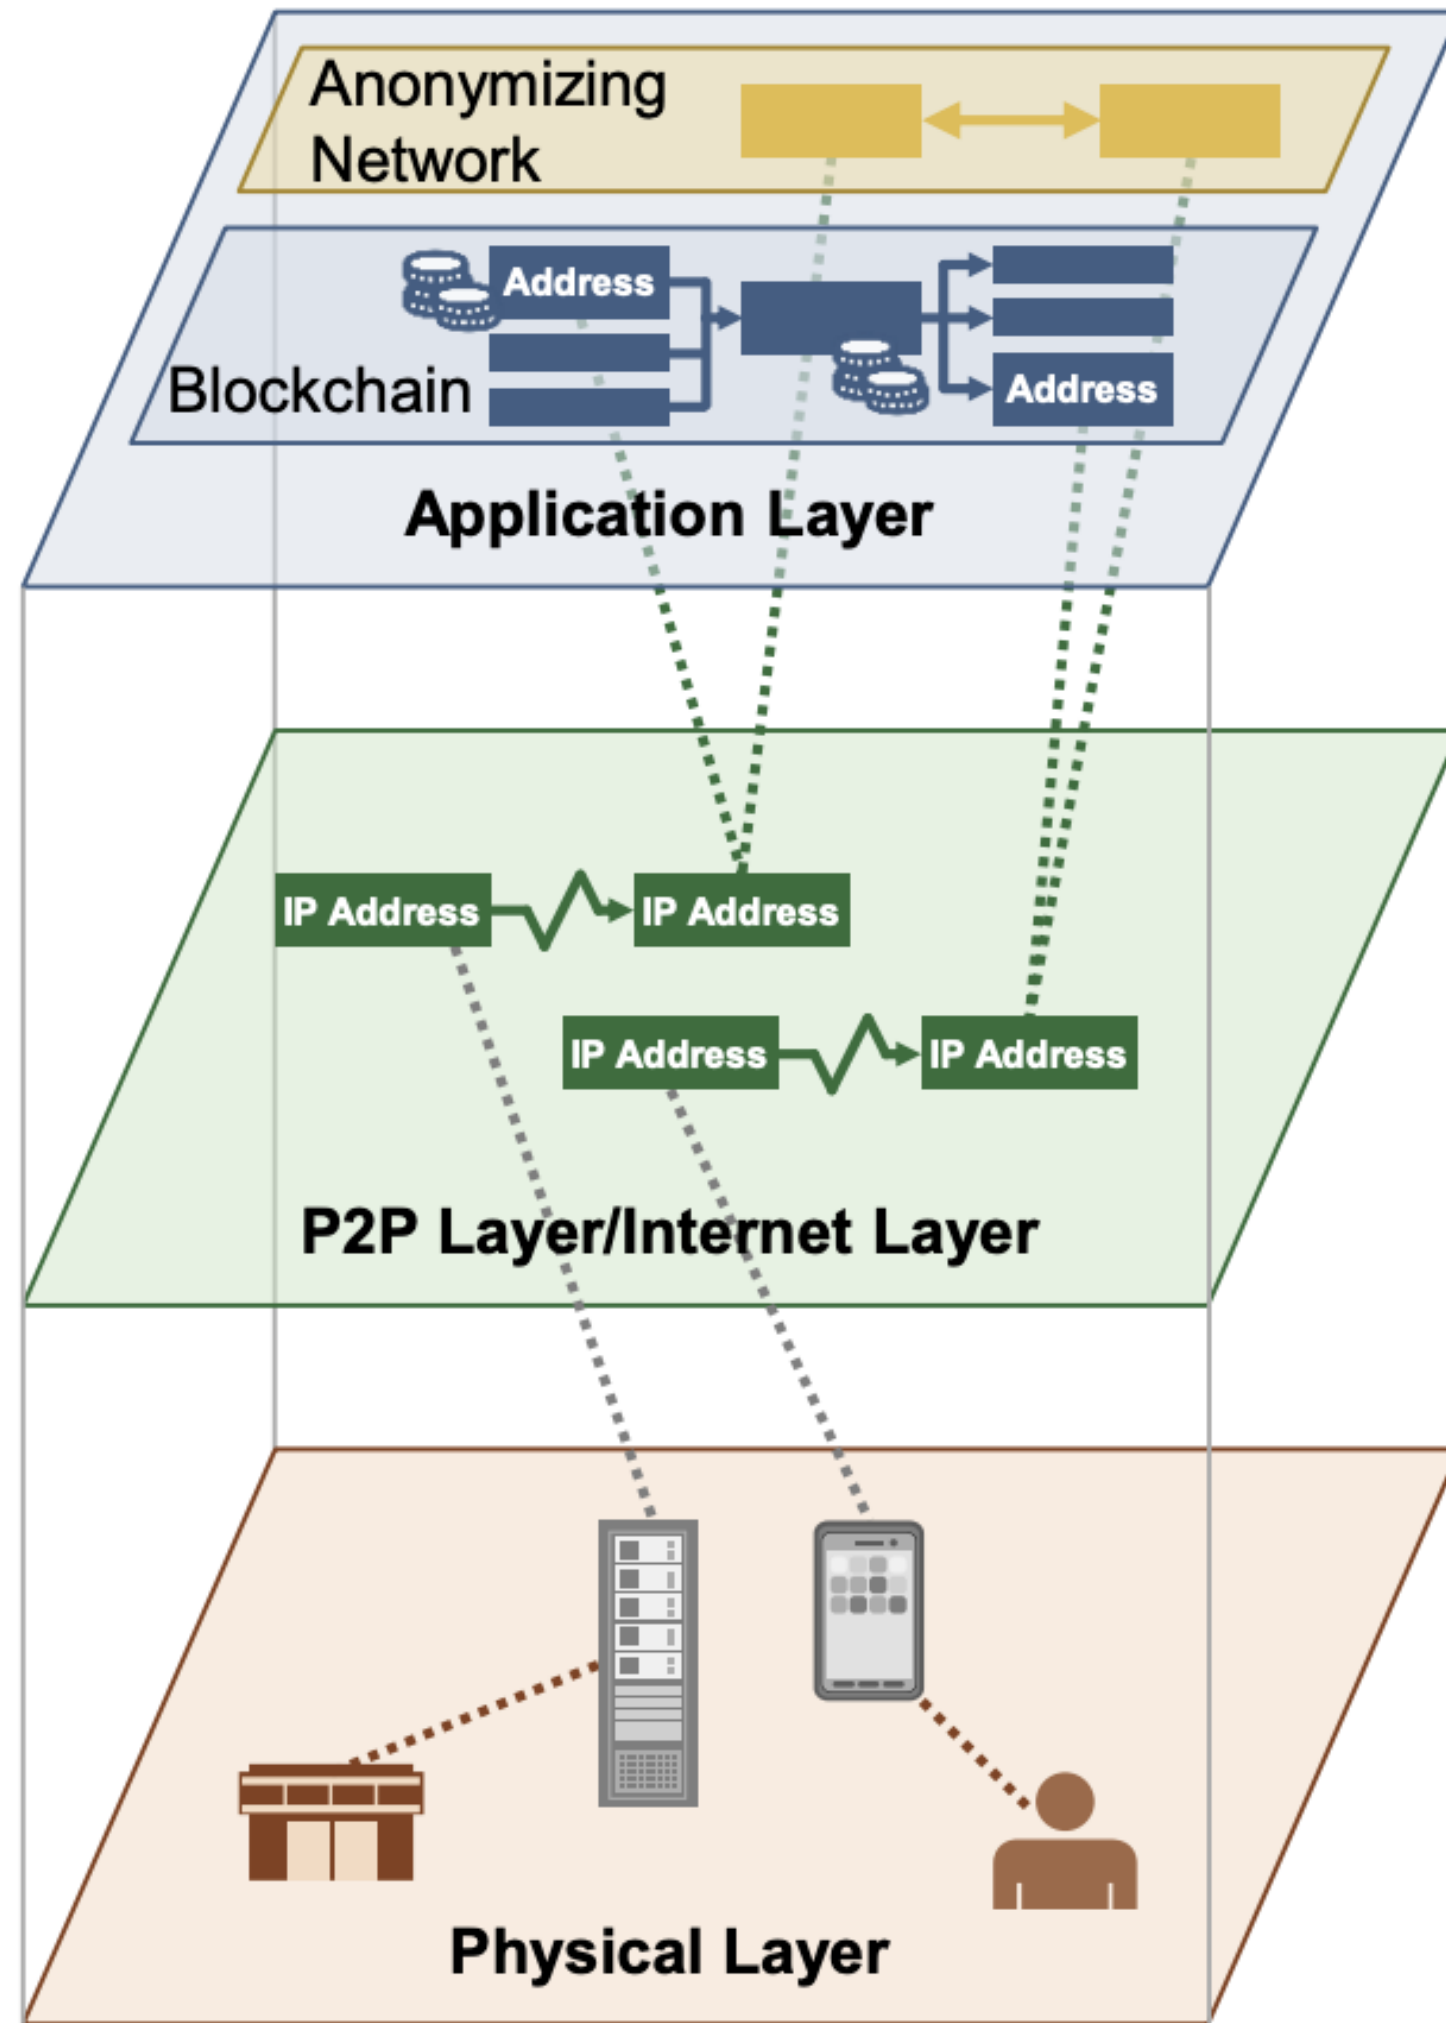 Anonymizing
Network
Address
Blockchain
Address
Application Layer
IP Address
IP Address
IP Address
IP Address
P2P Layer/Internet Layer
Physical Layer